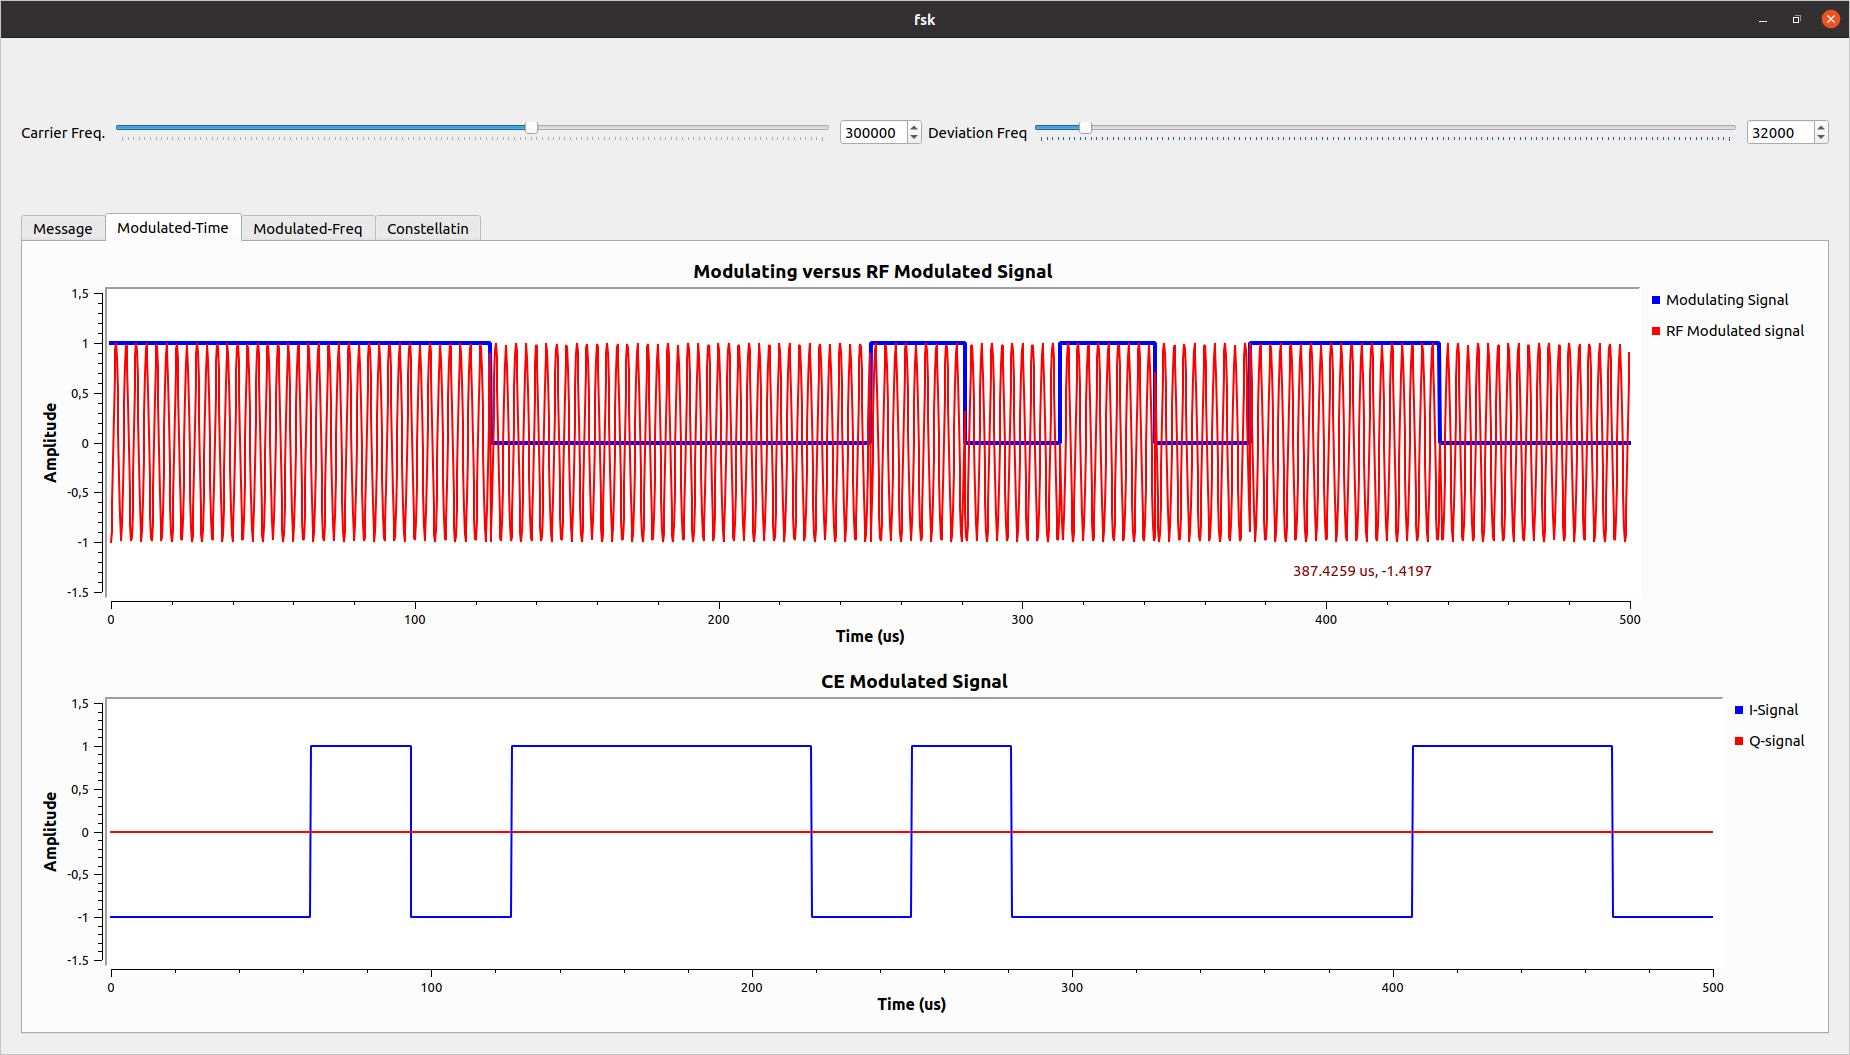 fsk
Carrier Freq. 300000 Deviation Freq 32000
Message Modulated-Time Modulated-Freq Constellatin
Modulating versus RF Modulated Signal
1,5
1
0,5
0
-0,5
-1
-1.5
Amplitude
Modulating Signal
RF Modulated signal
387.4259 us, -1.4197
0 100 200 300 400 500
Time (us)
CE Modulated Signal
1,5
1
0,5
0
-0,5
-1
-1.5
Amplitude
I-Signal
Q-signal
0 100 200 300 400 500
Time (us)